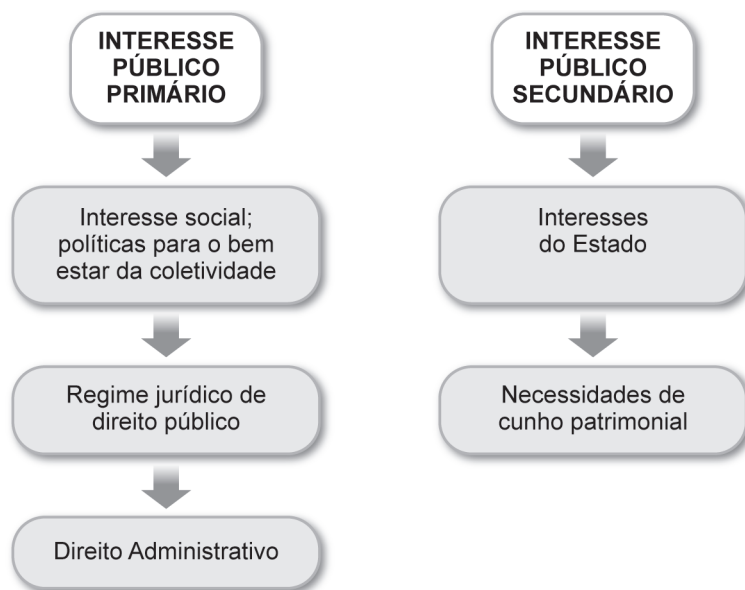 INTERESSE
PÚBLICO
PRIMÁRIO
Interesse social;
políticas para o bem
estar da coletividade
Regime jurídico de
direito público
Direito Administrativo
INTERESSE
PÚBLICO
SECUNDÁRIO
Interesses
do Estado
Necessidades de
cunho patrimonial